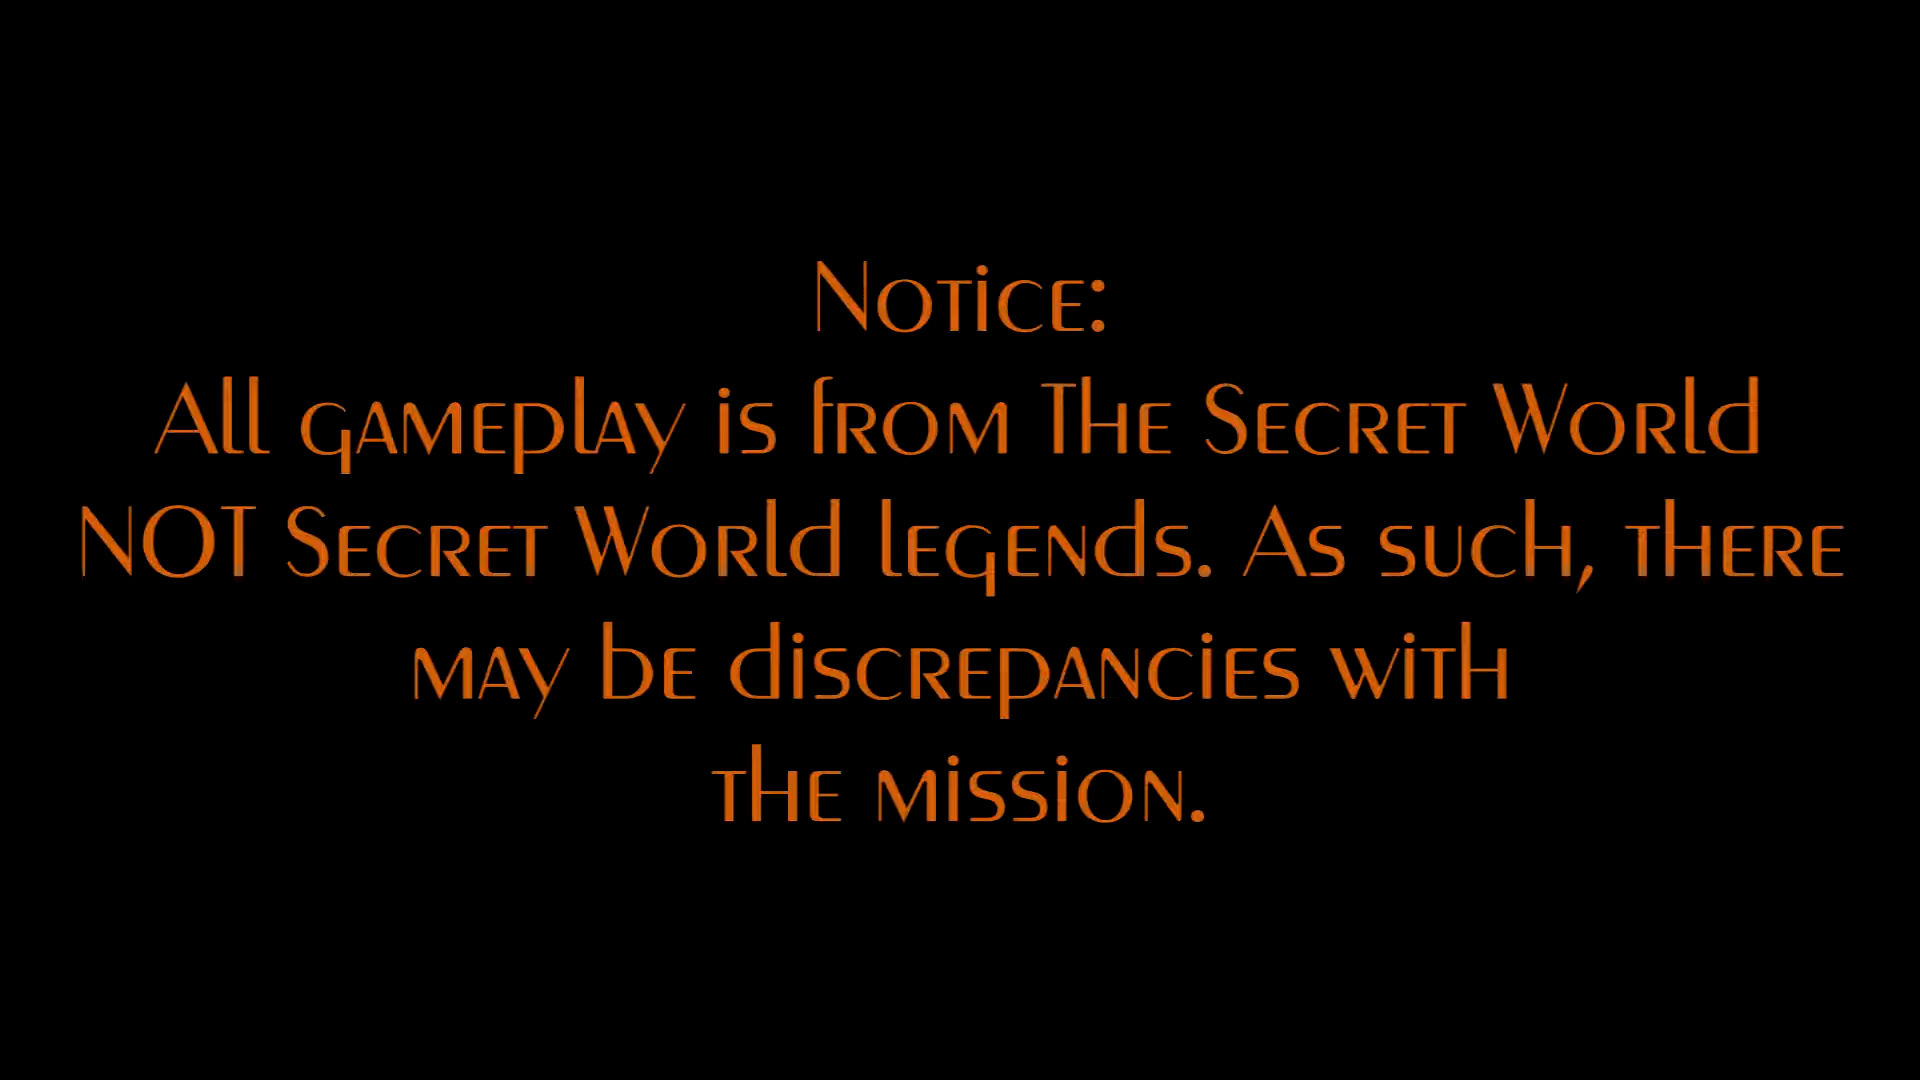 Notice:
All gameplay is from The Secret World
NOT Secret World legends. As such, there
may be discrepancies with
the mission.